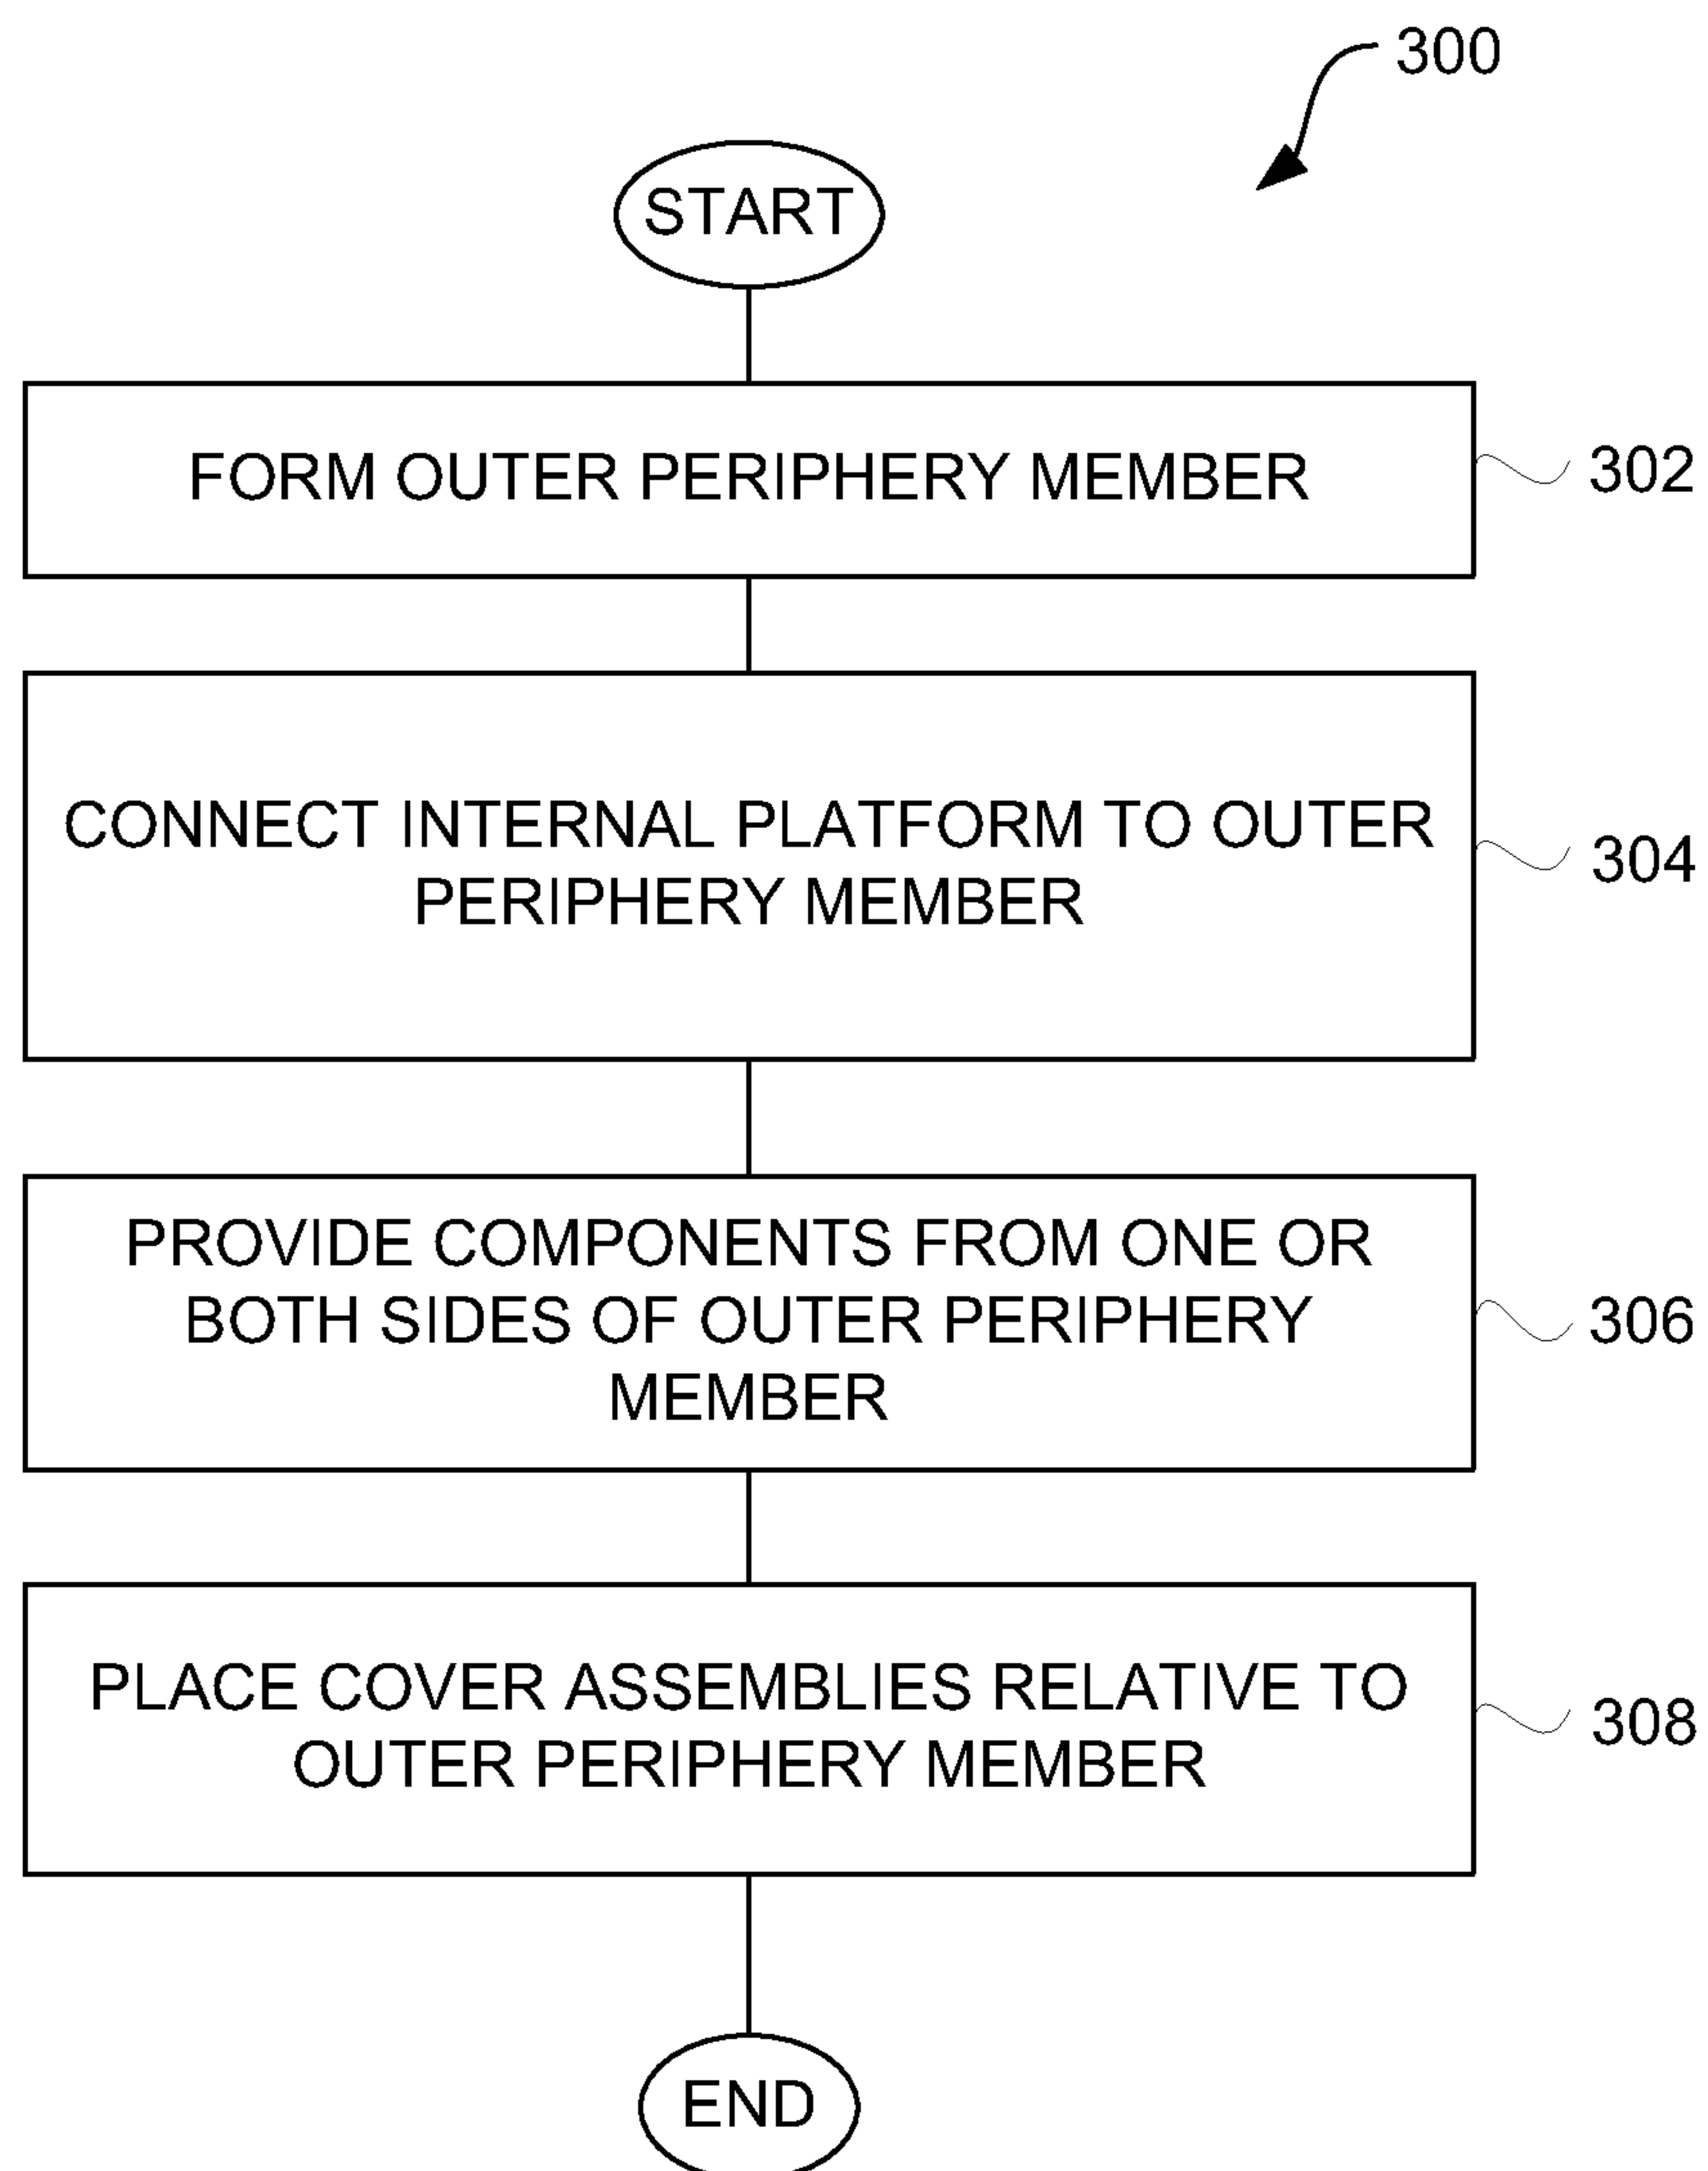 300
START
FORM OUTER PERIPHERY MEMBER
302
CONNECT INTERNAL PLATFORM TO OUTER
PERIPHERY MEMBER
304
PROVIDE COMPONENTS FROM ONE OR
BOTH SIDES OF OUTER PERIPHERY
MEMBER
306
PLACE COVER ASSEMBLIES RELATIVE TO
OUTER PERIPHERY MEMBER
308
END